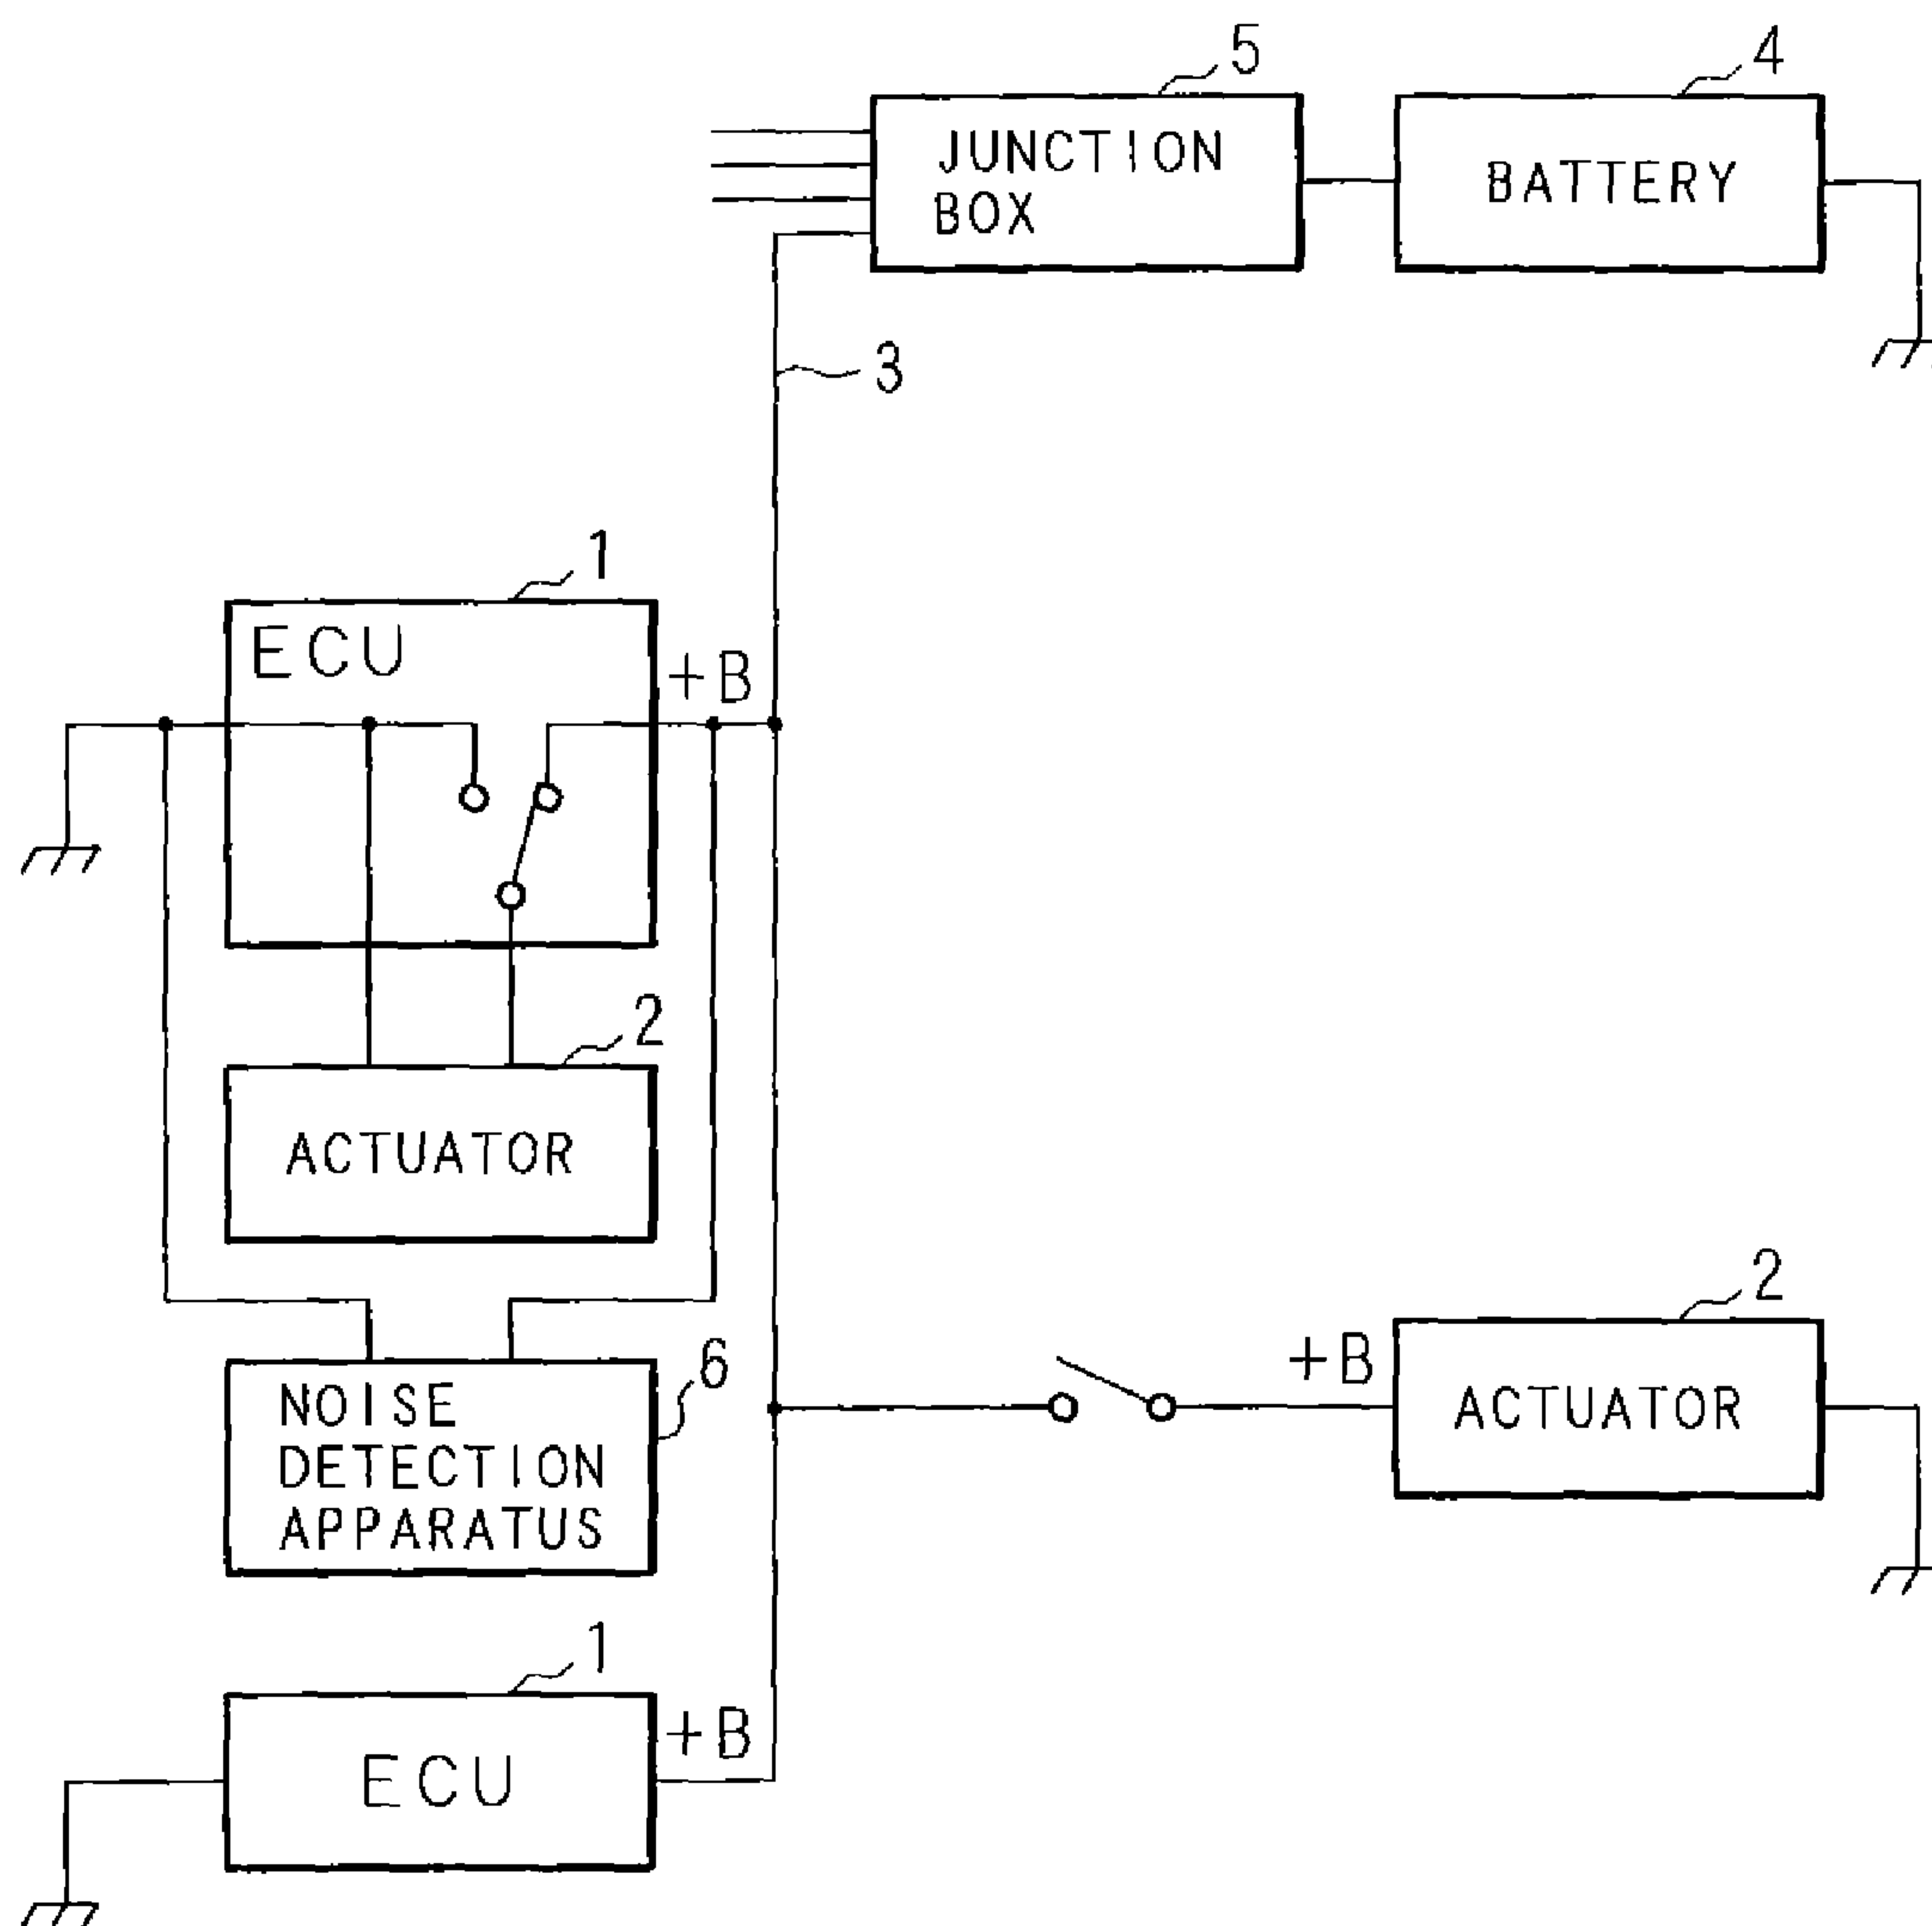 5
4
JUNCTION
BOX
BATTERY
3
1
ECU
+B
2
ACTUATOR
2
6
+B
NOISE
DETECTION
APPARATUS
ACTUATOR
1
+B
ECU